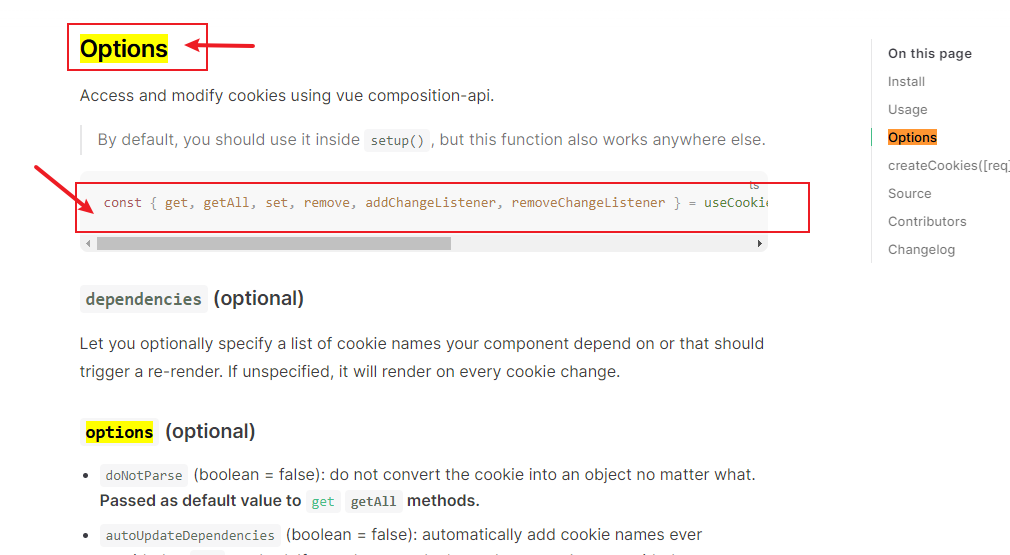 Options
Access and modify cookies using vue composition-api.
By default, you should use it inside setup() , but this function also works anywhere else.
ts
const { get, getAll, set, remove, addChangeListener, removeChangeListener } = useCookie
dependencies (optional)
Let you optionally specify a list of cookie names your component depend on or that should
trigger a re-render. If unspecified, it will render on every cookie change.
options (optional)
doNotParse (boolean = false): do not convert the cookie into an object no matter what.
Passed as default value to get getAll methods.
autoUpdateDependencies (boolean = false): automatically add cookie names ever
On this page
Install
Usage
Options
createCookies([req]
Source
Contributors
Changelog